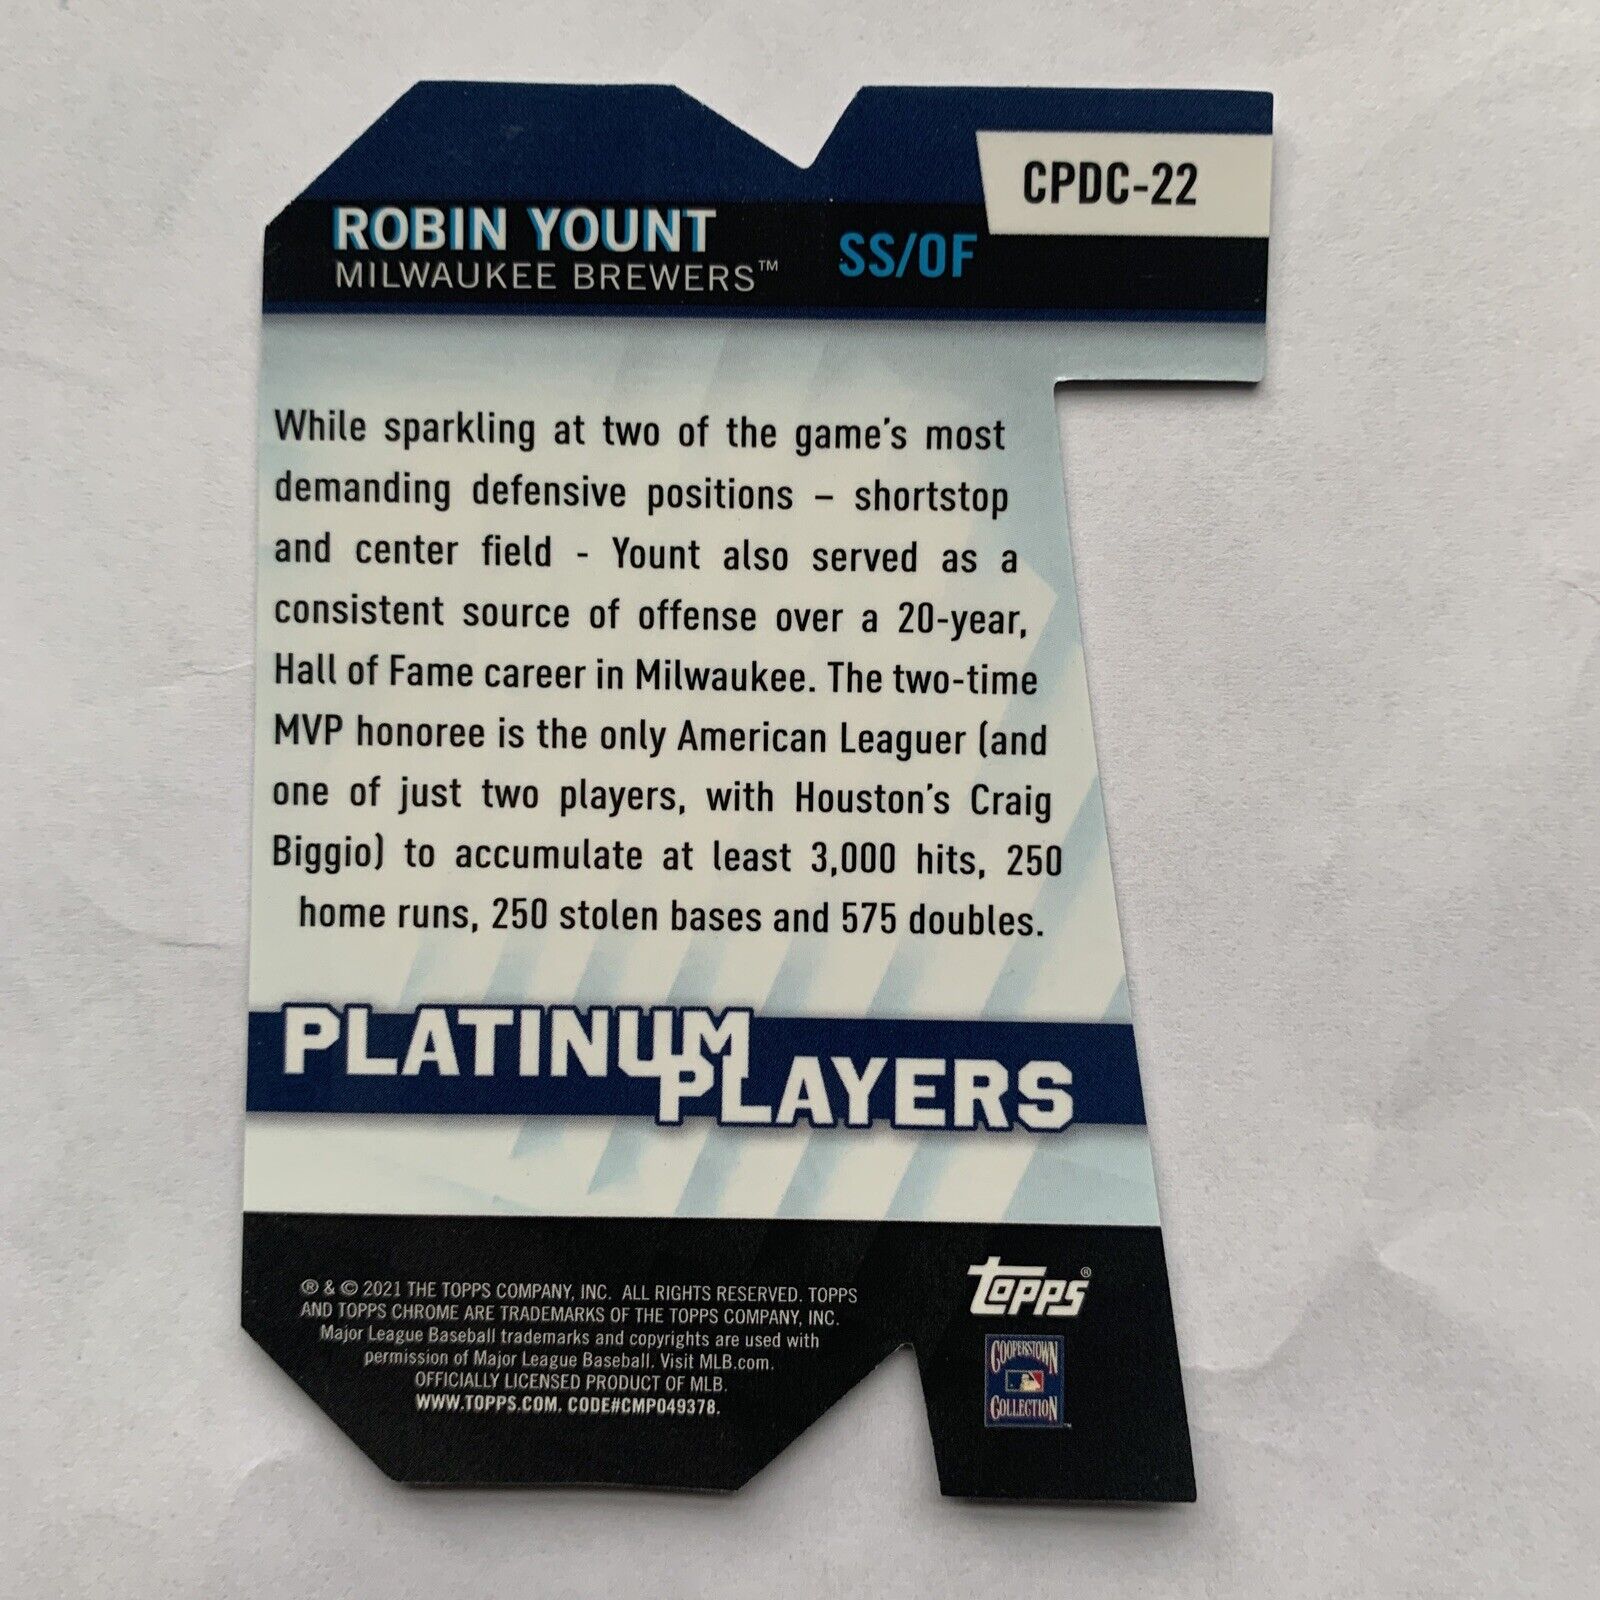 CPDC-22
ROBIN YOUNT
MILWAUKEE BREWERS™
SS/OF
While sparkling at two of the game's most
demanding defensive positions – shortstop
and center field - Yount also served as a
consistent source of offense over a 20-year,
Hall of Fame career in Milwaukee. The two-time
MVP honoree is the only American Leaguer (and
one of just two players, with Houston's Craig
Biggio) to accumulate at least 3,000 hits, 250
home runs, 250 stolen bases and 575 doubles.
PLATINUM
PLAYERS
® & © 2021 THE TOPPS COMPANY, INC. ALL RIGHTS RESERVED. TOPPS
AND TOPPS CHROME ARE TRADEMARKS OF THE TOPPS COMPANY, INC.
Major League Baseball trademarks and copyrights are used with
permission of Major League Baseball. Visit MLB.com.
OFFICIALLY LICENSED PRODUCT OF MLB.
WWW.TOPPS.COM. CODE#CMP049378.
Topps®
COOPERSTOWN
COLLECTION™